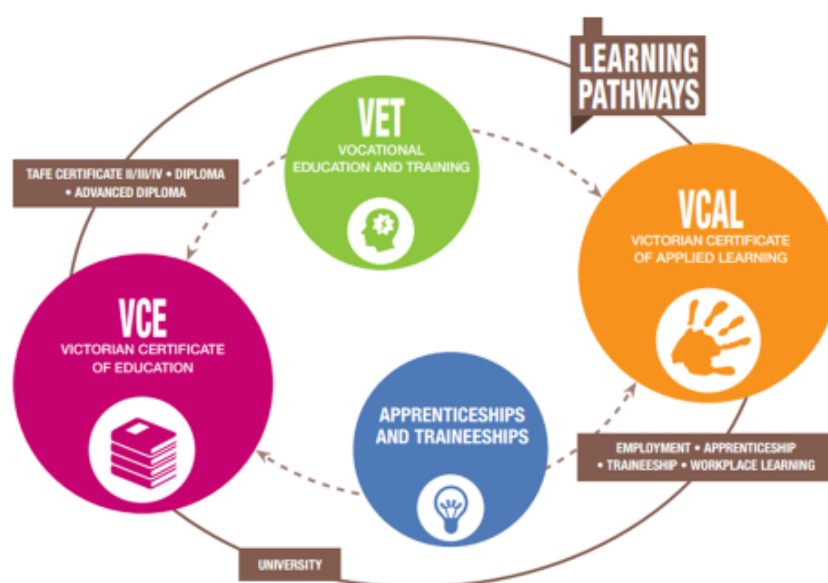 LEARNING
PATHWAYS
VET
VOCATIONAL
EDUCATION AND TRAINING
TAFE CERTIFICATE II/III/IV • DIPLOMA
• ADVANCED DIPLOMA
VCAL
VICTORIAN CERTIFICATE
OF APPLIED LEARNING
VCE
VICTORIAN CERTIFICATE
OF EDUCATION
APPRENTICESHIPS
AND TRAINEESHIPS
EMPLOYMENT • APPRENTICESHIP
• TRAINEESHIP • WORKPLACE LEARNING
UNIVERSITY